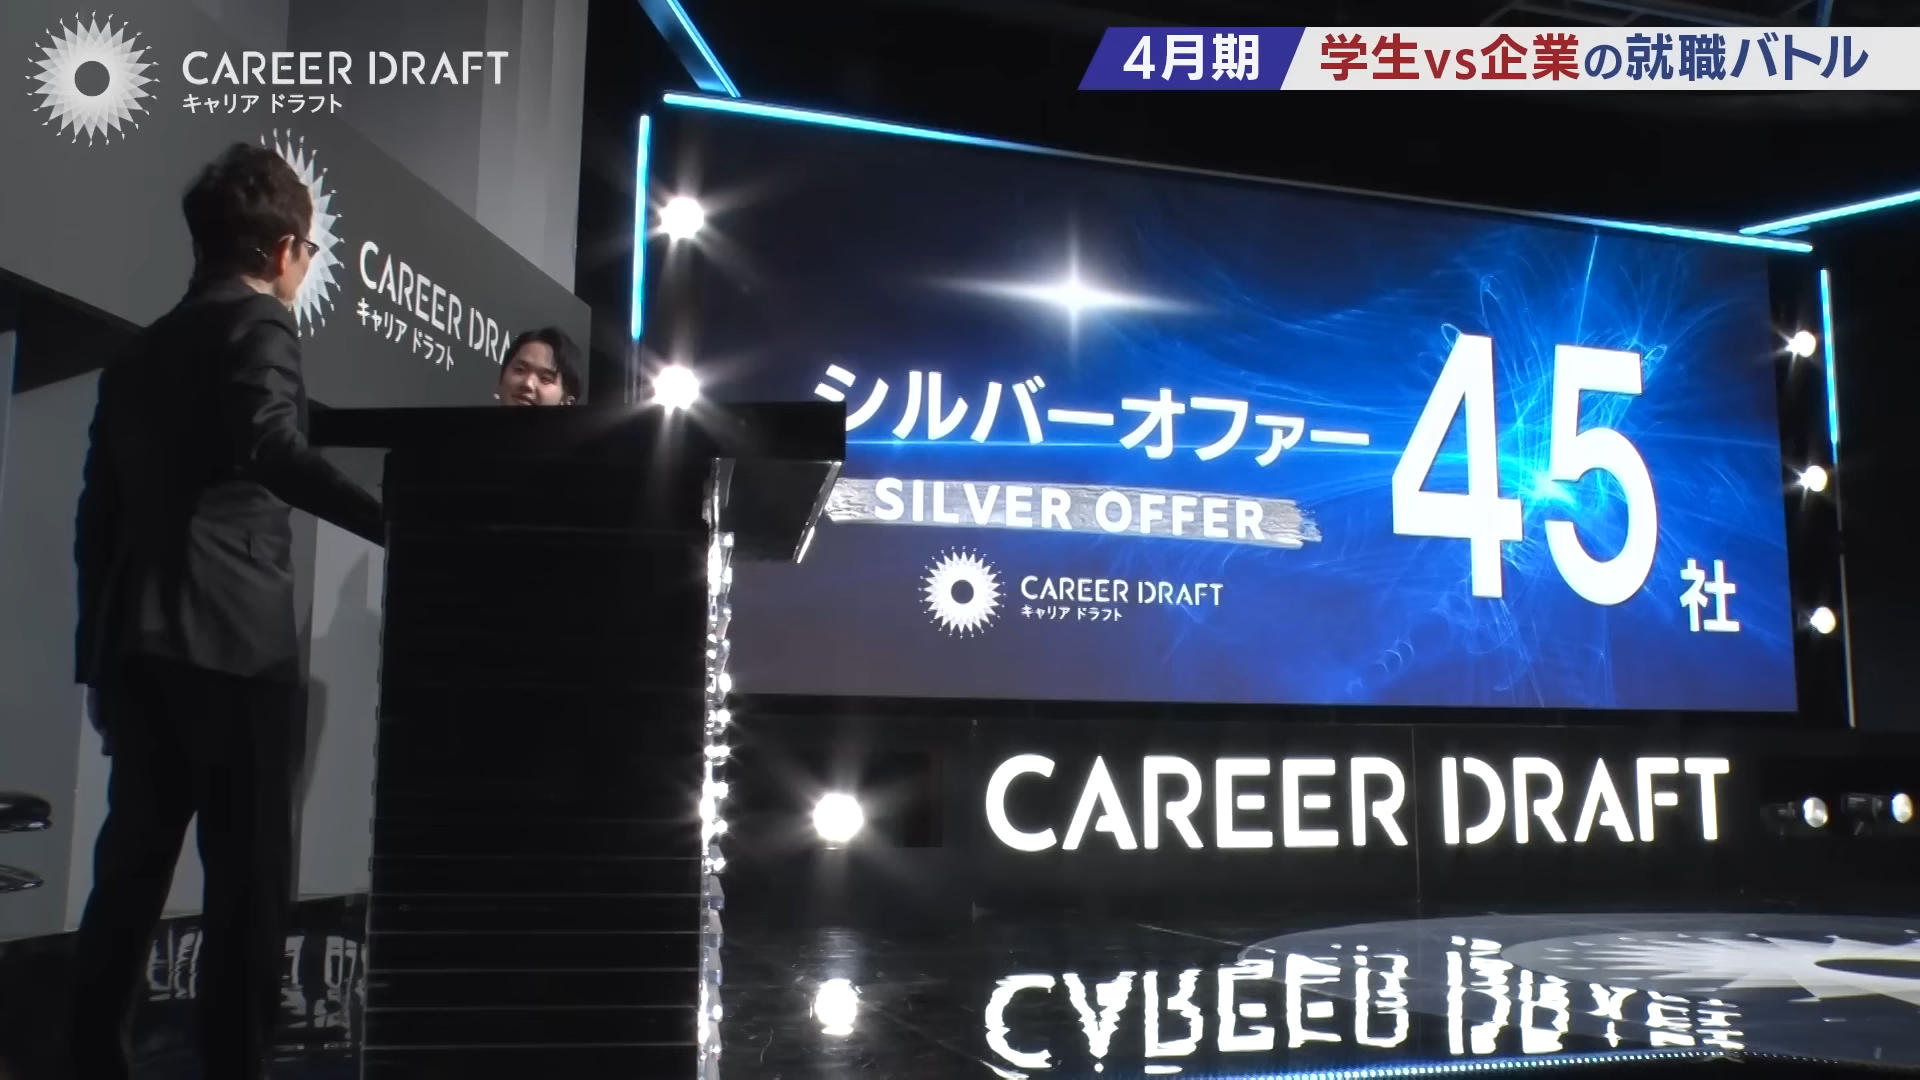 CAREER DRAFT
キャリア ドラフト
4月期
学生vs企業の就職バトル
CAREER DRA
キャリア ドラフト
シルバーオファー 45社
SILVER OFFER
CAREER DRAFT
キャリア ドラフト
CAREER DRAFT